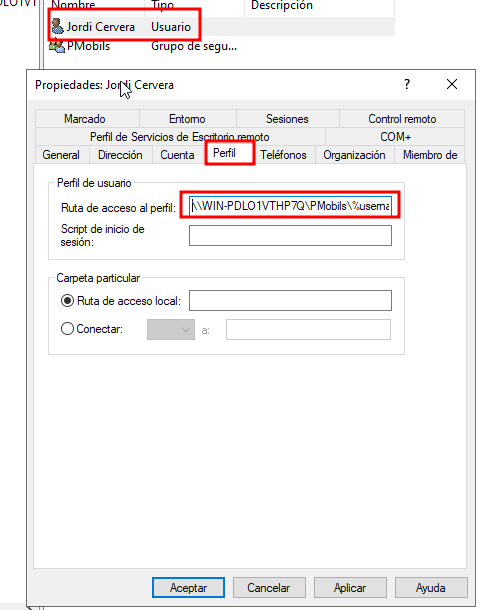 Nombre Tipo Descripción
Jordi Cervera Usuario
PMobils Grupo de segu...
Propiedades: Jordi Cervera ? ×
Marcado Entorno Sesiones Control remoto
Perfil de Servicios de Escritorio remoto COM+
General Dirección Cuenta Perfil Teléfonos Organización Miembro de
Perfil de usuario
Ruta de acceso al perfil: \\WIN-PDLO1VTHP7Q\PMobils\%userna
Script de inicio de
sesión:
Carpeta particular
Ruta de acceso local:
Conectar: a:
Aceptar Cancelar Aplicar Ayuda